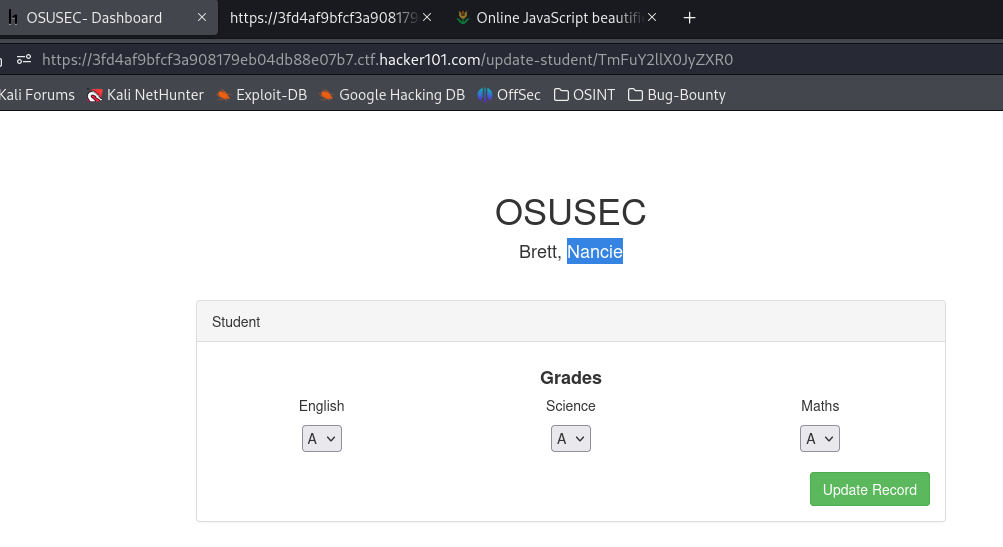 OSUSEC- Dashboard
https://3fd4af9bfcf3a908179
Online JavaScript beautifi
https://3fd4af9bfcf3a908179eb04db88e07b7.ctf.hacker101.com/update-student/TmFuY2llX0JyZXR0
Kali Forums Kali NetHunter Exploit-DB Google Hacking DB OffSec OSINT Bug-Bounty
OSUSEC
Brett, Nancie
Student
Grades
English Science Maths
A A A
Update Record